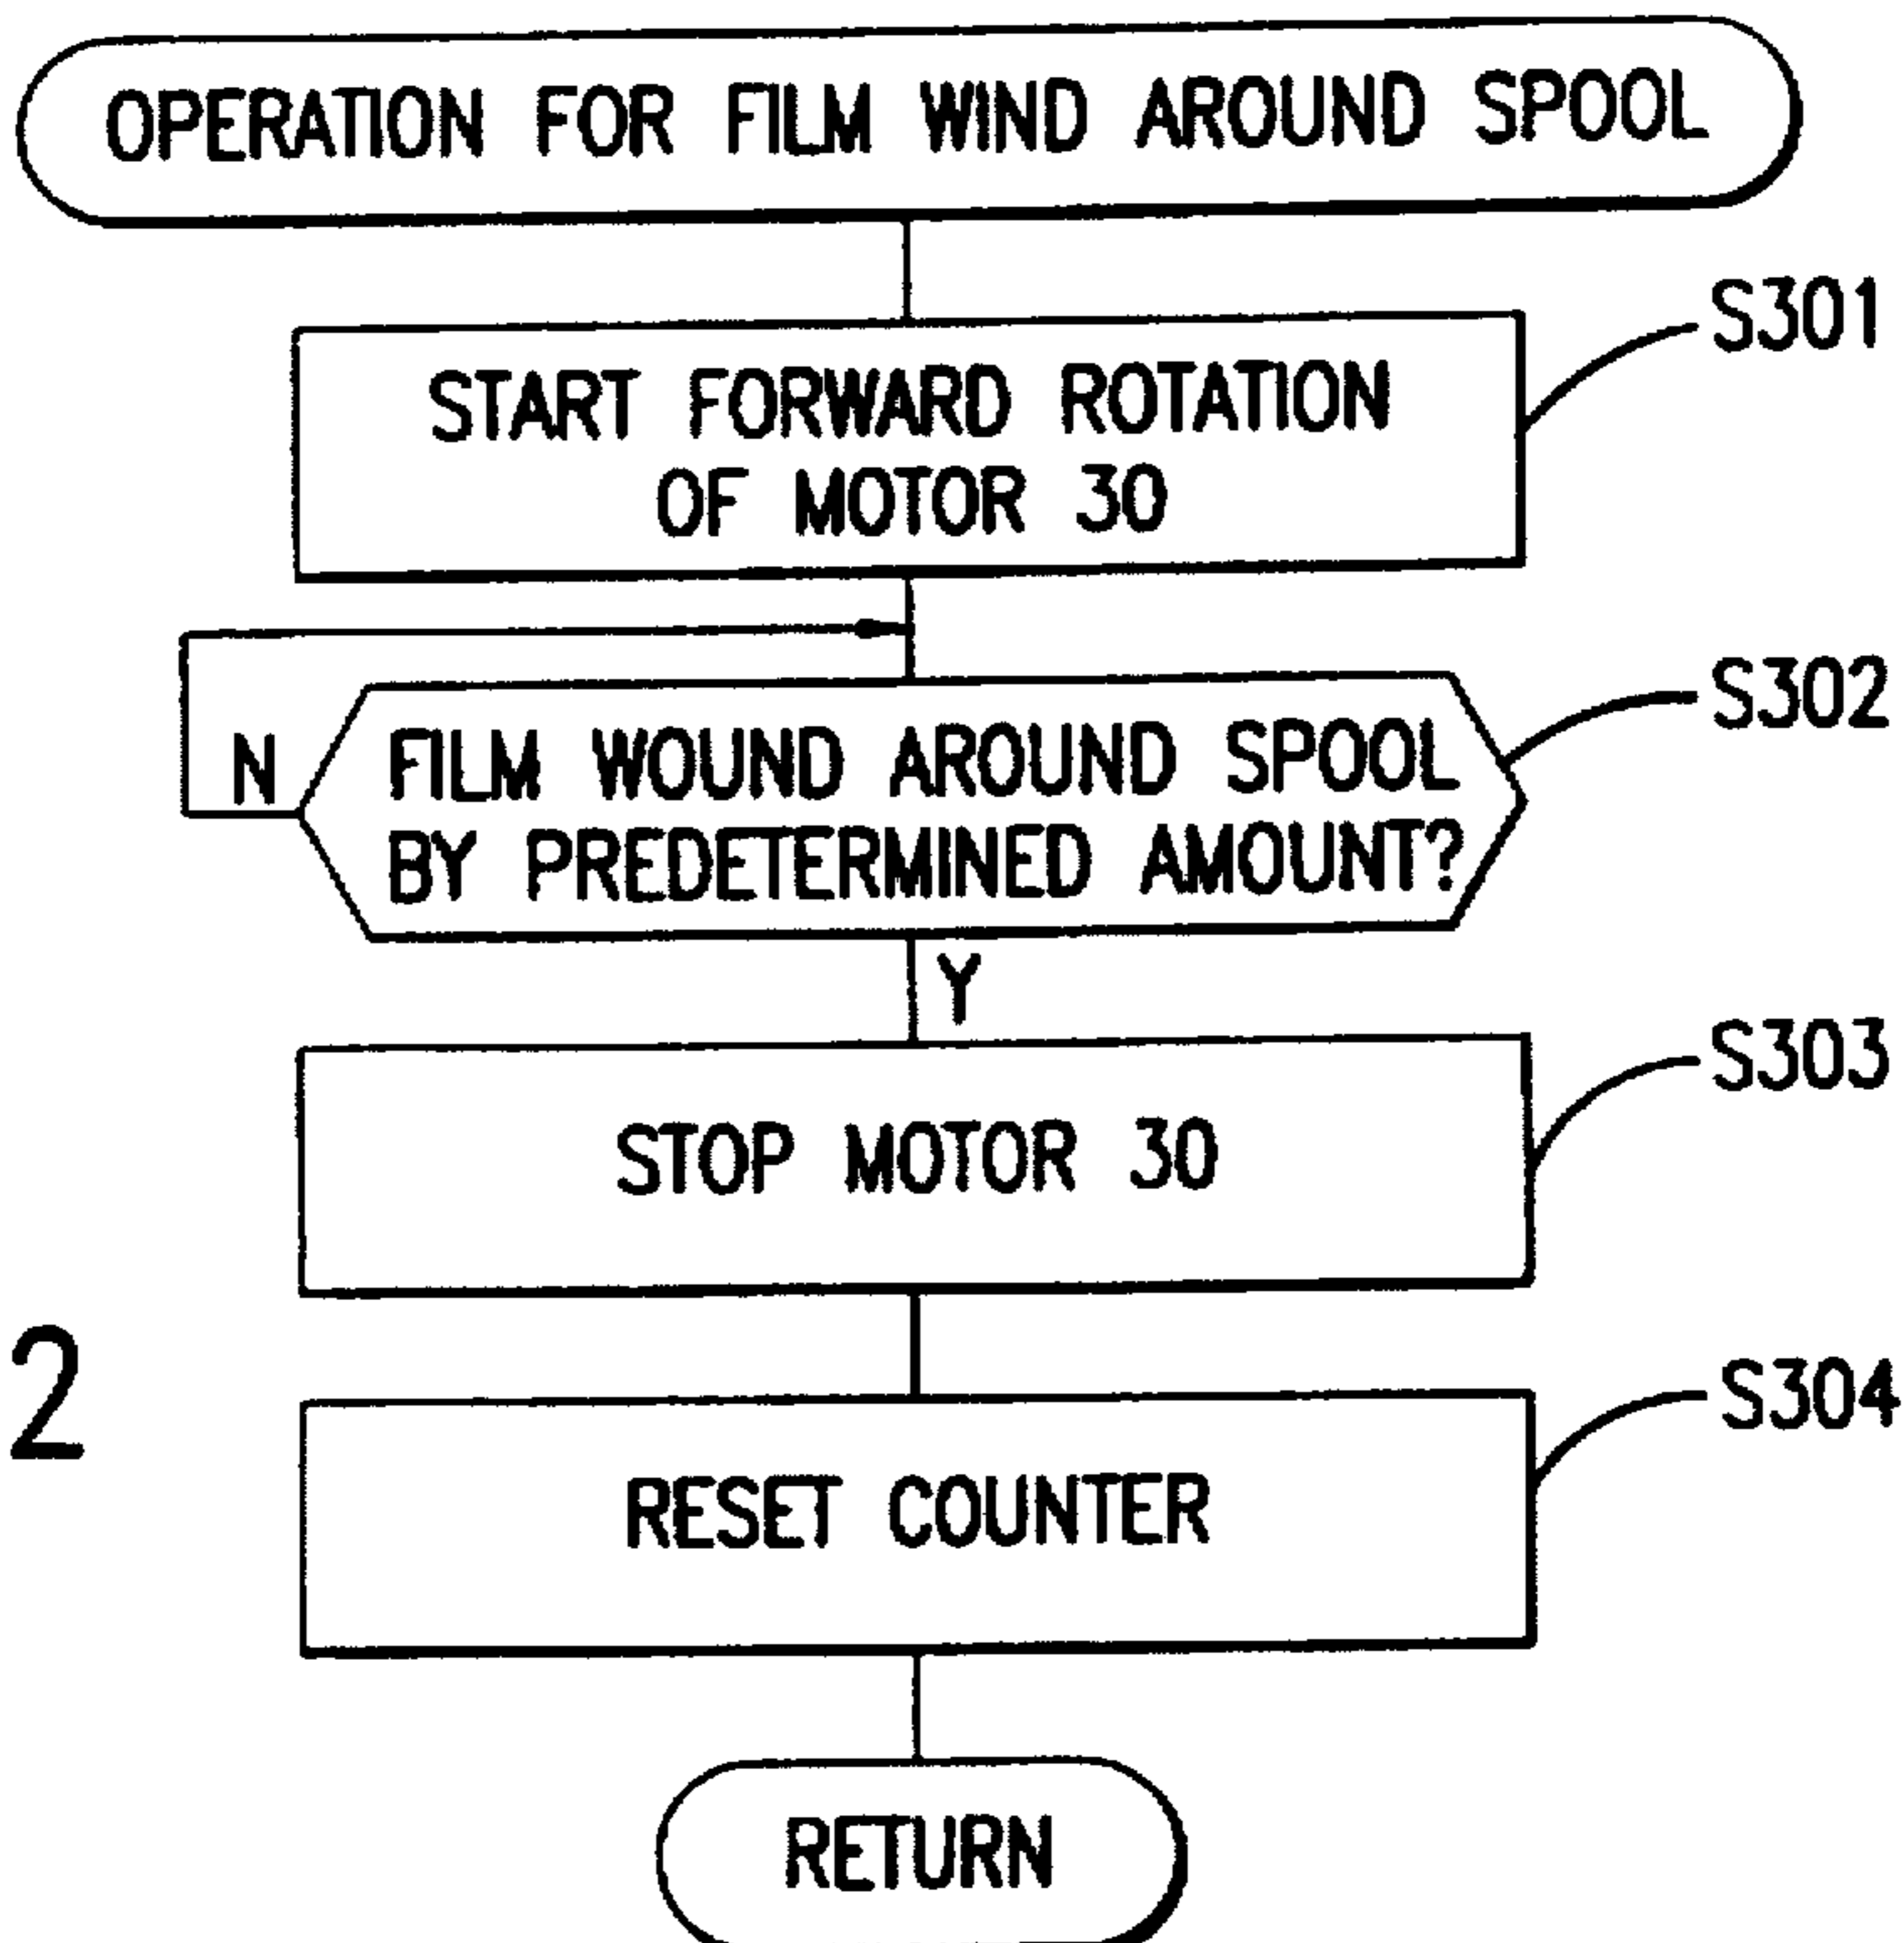 OPERATION FOR FILM WIND AROUND SPOOL
S301
START FORWARD ROTATION
OF MOTOR 30
S302
N
FILM WOUND AROUND SPOOL
BY PREDETERMINED AMOUNT?
Y
S303
STOP MOTOR 30
2
S304
RESET COUNTER
RETURN